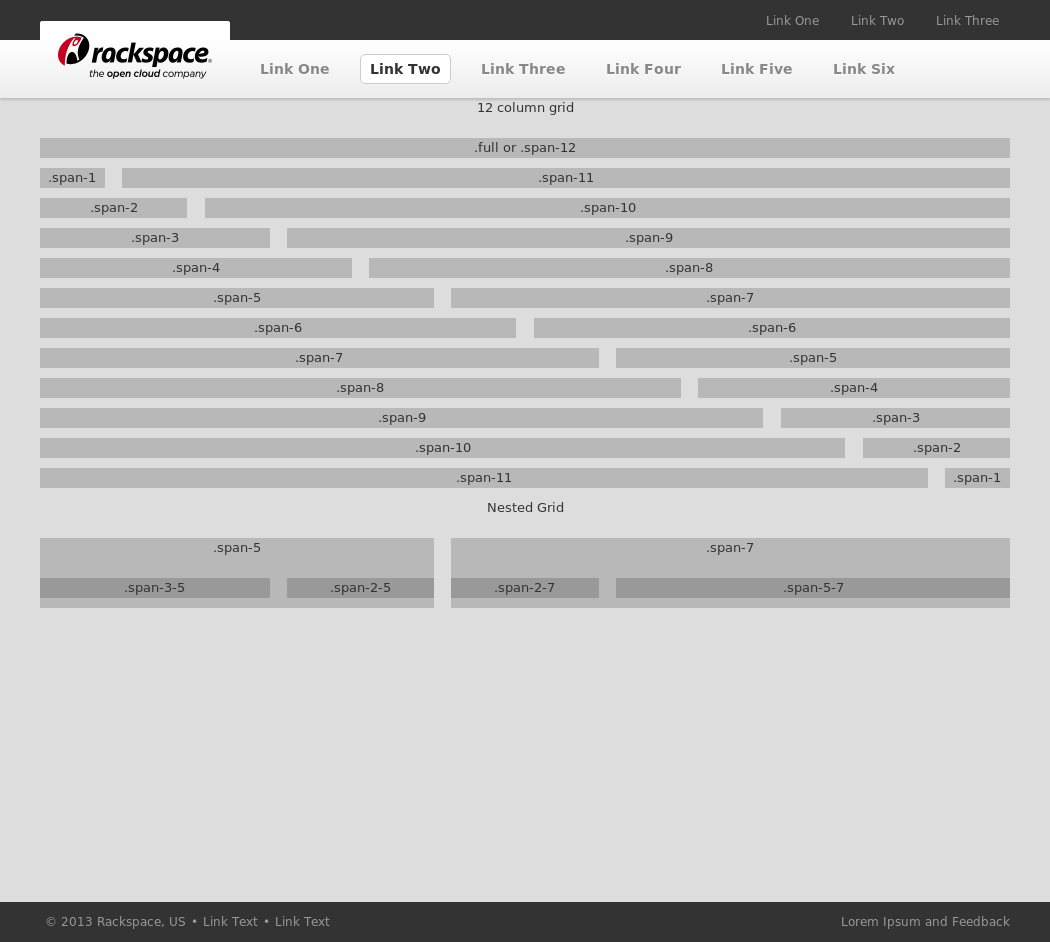 Link One Link Two Link Three
rackspace®
the open cloud company
Link One Link Two Link Three Link Four Link Five Link Six
12 column grid
.full or .span-12
.span-1 .span-11
.span-2 .span-10
.span-3 .span-9
.span-4 .span-8
.span-5 .span-7
.span-6 .span-6
.span-7 .span-5
.span-8 .span-4
.span-9 .span-3
.span-10 .span-2
.span-11 .span-1
Nested Grid
.span-5 .span-7
.span-3-5 .span-2-5 .span-2-7 .span-5-7
© 2013 Rackspace, US • Link Text • Link Text Lorem Ipsum and Feedback